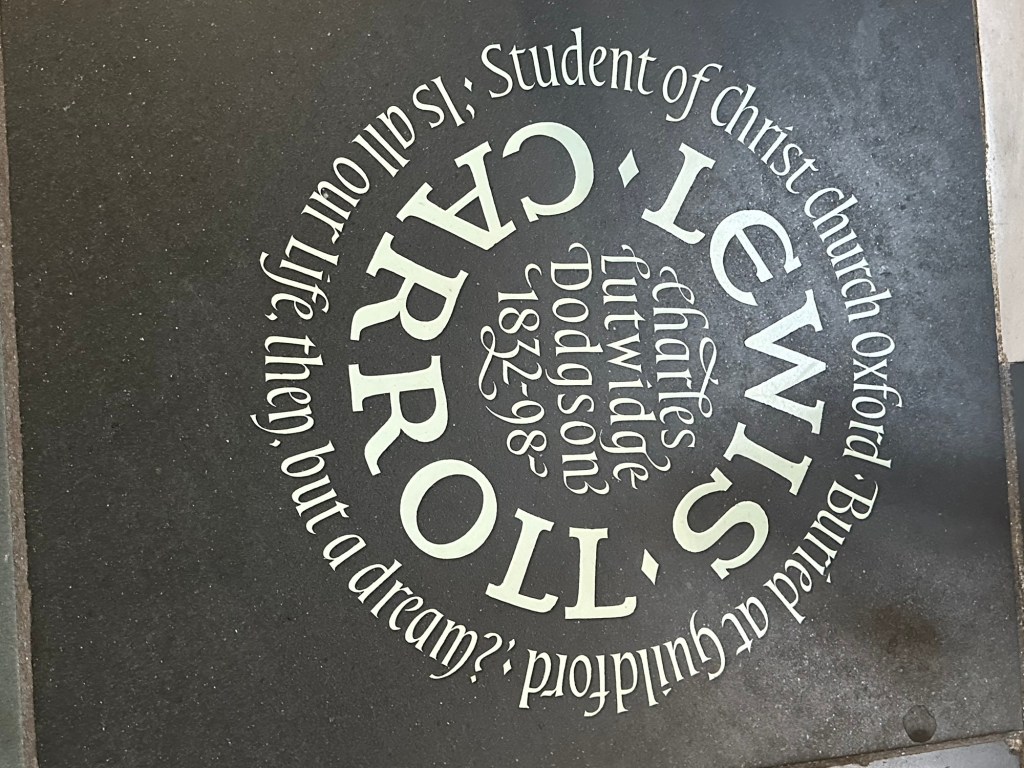 LEWIS · CARROLL ·
Charles
Lutwidge
Dodgson
1832-98
Student of Christ Church Oxford · Buried at Guildford ·
'Is all our Life, then, but a dream?'